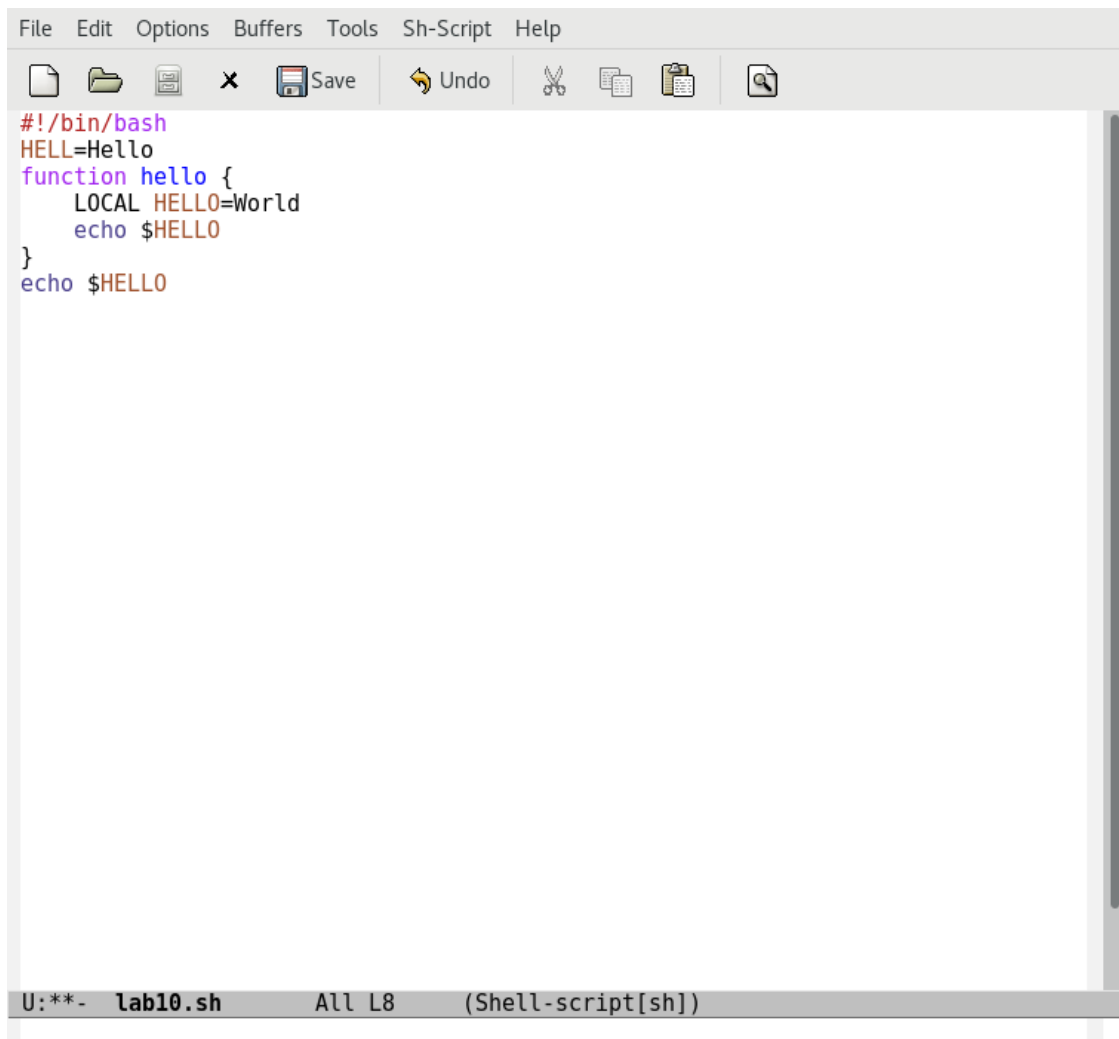 File Edit Options Buffers Tools Sh-Script Help
Save Undo
#!/bin/bash
HELL=Hello
function hello {
    LOCAL HELLO=World
    echo $HELLO
}
echo $HELLO
U:**-  lab10.sh       All L8     (Shell-script[sh])